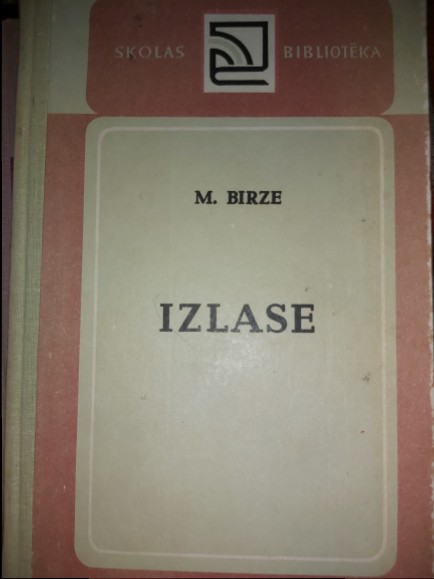 SKOLAS BIBLIOTĒKA
M. BIRZE
IZLASE